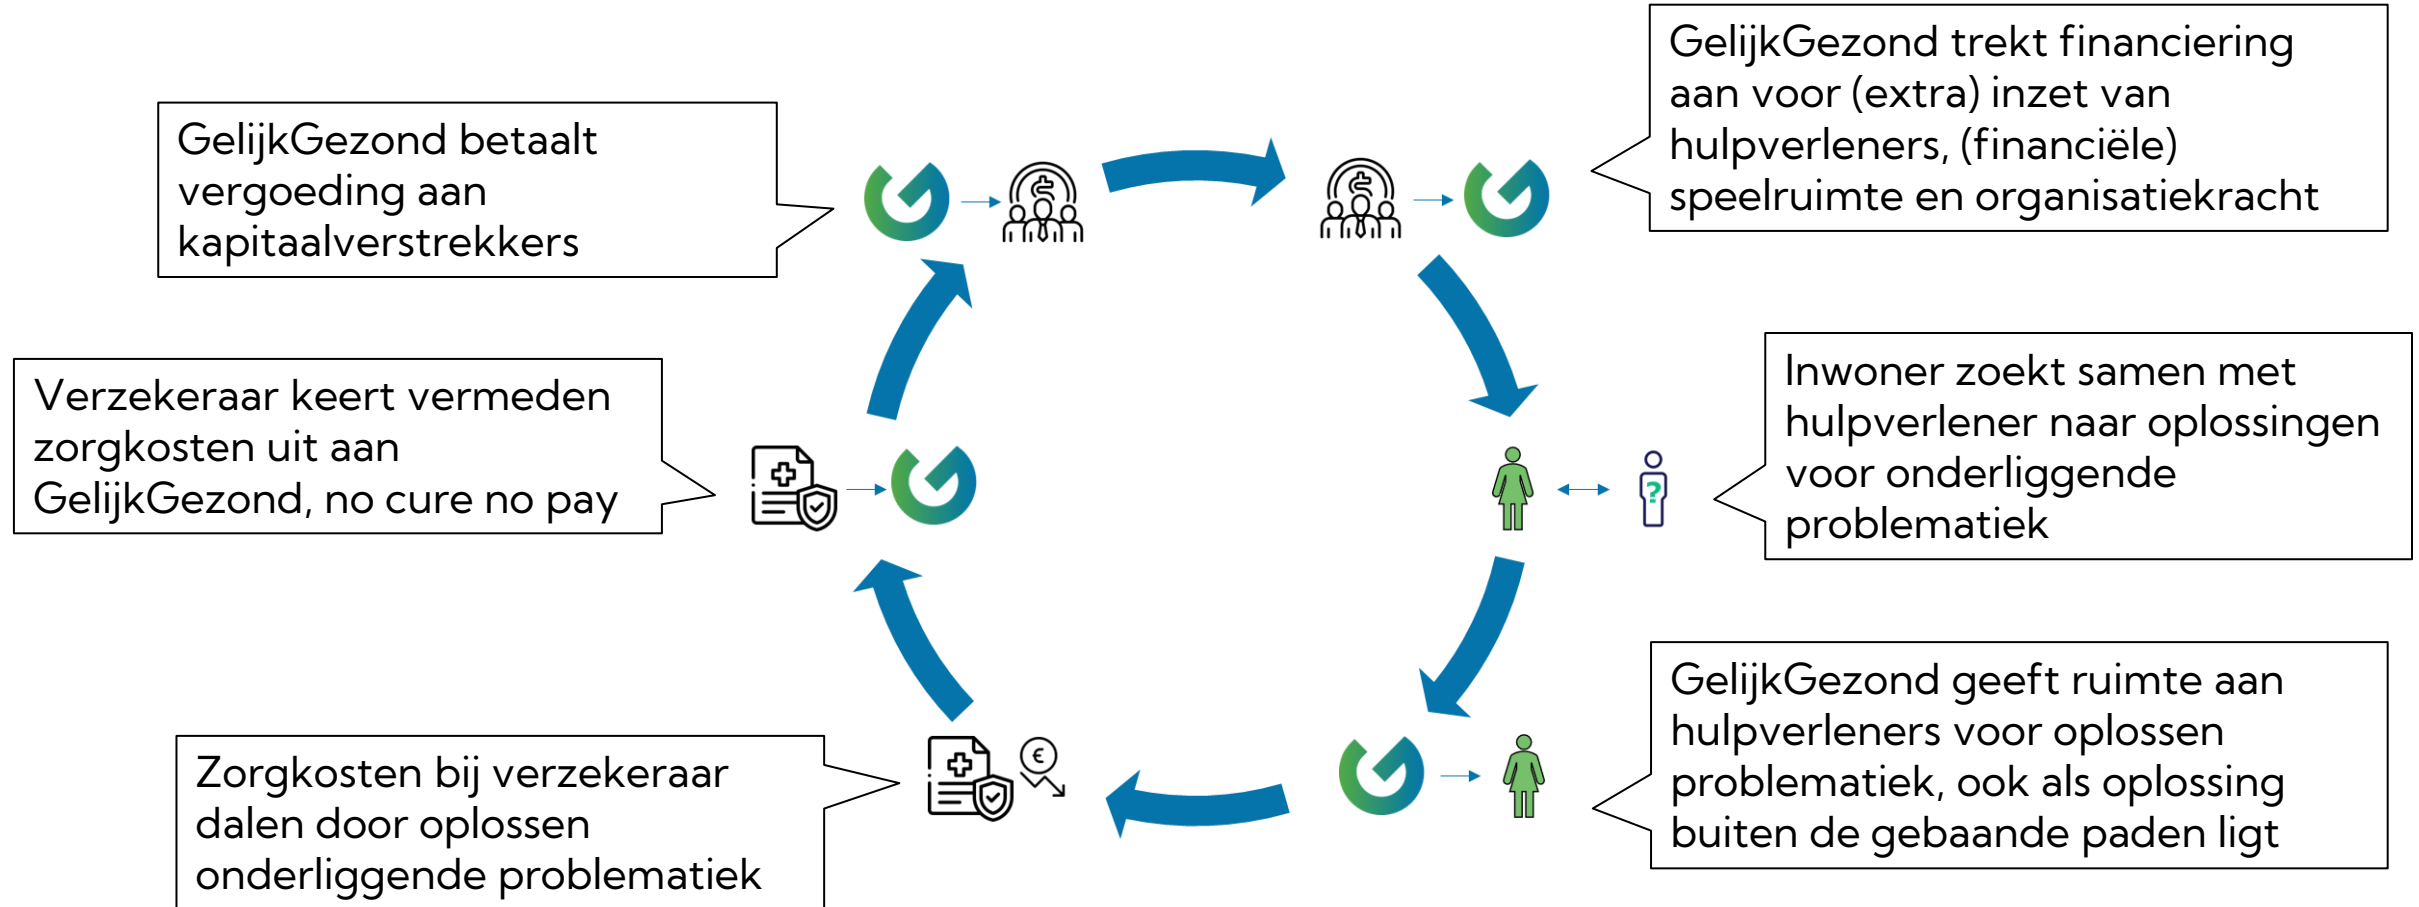 GelijkGezond trekt financiering
aan voor (extra) inzet van
hulpverleners, (financiële)
speelruimte en organisatiekracht
GelijkGezond betaalt
vergoeding aan
kapitaalverstrekkers
Inwoner zoekt samen met
hulpverlener naar oplossingen
voor onderliggende
problematiek
Verzekeraar keert vermeden
zorgkosten uit aan
GelijkGezond, no cure no pay
?
GelijkGezond geeft ruimte aan
hulpverleners voor oplossen
problematiek, ook als oplossing
buiten de gebaande paden ligt
€
Zorgkosten bij verzekeraar
dalen door oplossen
onderliggende problematiek